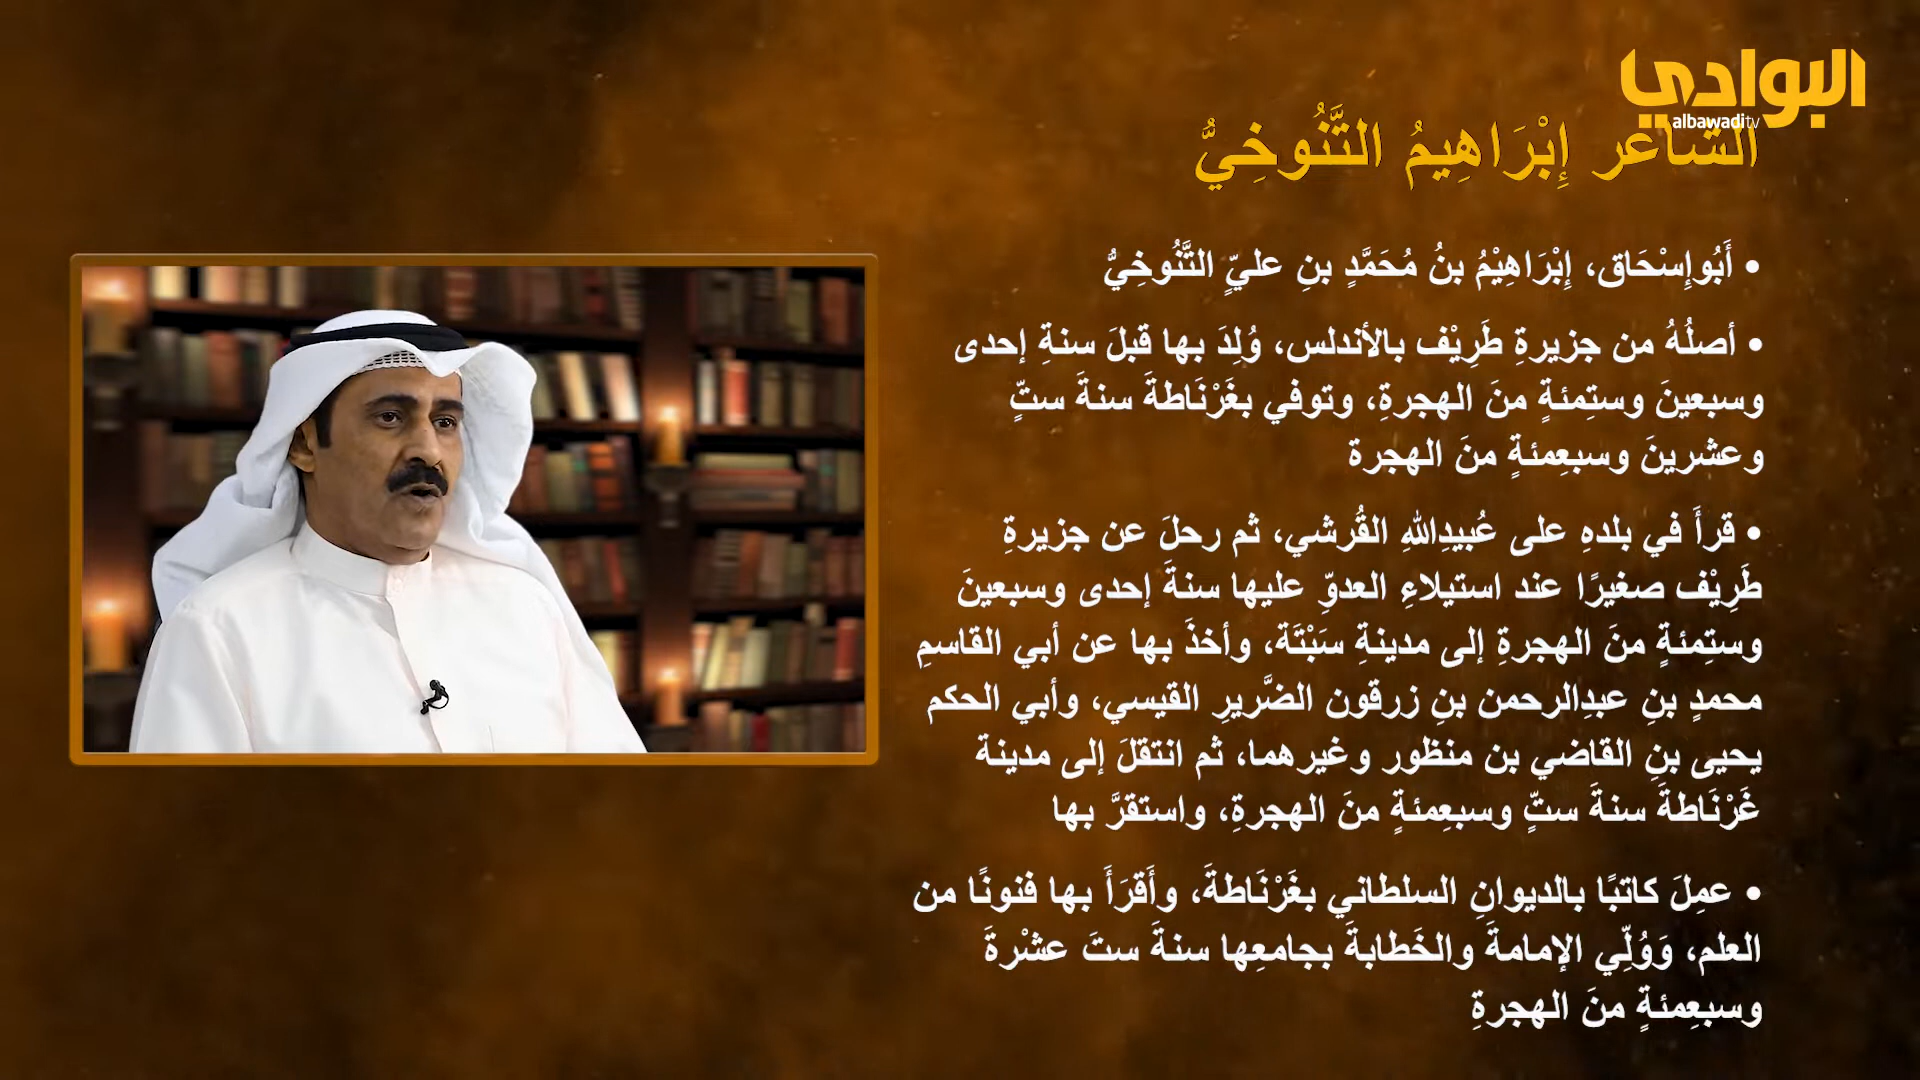 البوادي
albawaditv
الشاعر إِبْرَاهِيمُ التَّنُوخِيُّ
• أَبُوإِسْحَاق، إِبْرَاهِيْمُ بنُ مُحَمَّدٍ بنِ عليٍّ التَّنُوخِيُّ
• أصلُهُ من جزيرةِ طَرِيْف بالأندلس، وُلِدَ بها قبلَ سنةِ إحدى
وسبعينَ وستِمئةٍ منَ الهجرةِ، وتوفي بغَرْنَاطةَ سنةَ ستٍّ
وعشرينَ وسبعِمئةٍ منَ الهجرة
• قرأَ في بلدهِ على عُبيدِاللهِ القُرشي، ثم رحلَ عن جزيرةِ
طَرِيْف صغيرًا عند استيلاءِ العدوِّ عليها سنةَ إحدى وسبعينَ
وستِمئةٍ منَ الهجرةِ إلى مدينةِ سَبْتَة، وأخذَ بها عن أبي القاسمِ
محمدٍ بنِ عبدِالرحمن بنِ زرقون الضَّريرِ القيسي، وأبي الحكم
يحيى بنِ القاضي بن منظور وغيرهما، ثم انتقلَ إلى مدينة
غَرْنَاطةَ سنةَ ستٍّ وسبعِمئةٍ منَ الهجرةِ، واستقرَّ بها
• عمِلَ كاتبًا بالديوانِ السلطاني بغَرْنَاطةَ، وأَقرَأَ بها فنونًا من
العلم، وَوُلِّي الإمامةَ والخَطابةَ بجامعِها سنةَ ستَ عشْرةَ
وسبعِمئةٍ منَ الهجرةِ